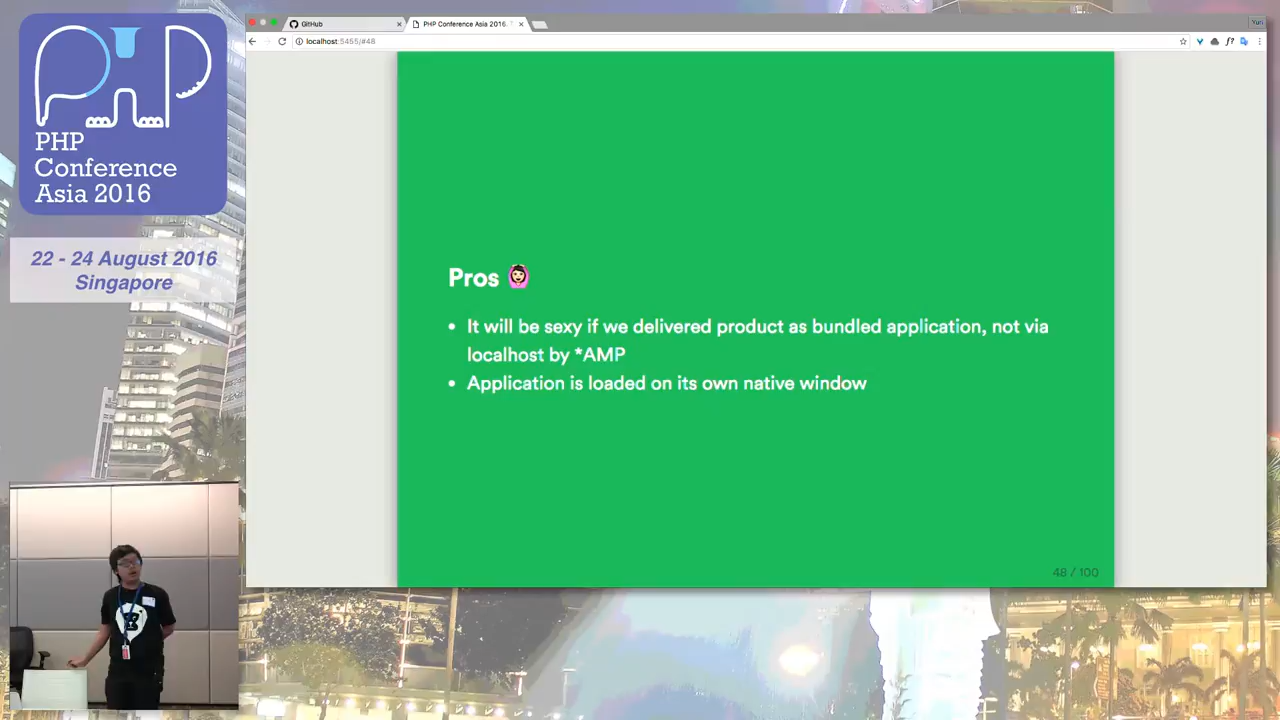 PHP
Conference
Asia 2016
22 - 24 August 2016
Singapore
GitHub
PHP Conference Asia 2016. T
Yuri
localhost:5455/#48
f?
Pros
• It will be sexy if we delivered product as bundled application, not via
localhost by *AMP
• Application is loaded on its own native window
48 / 100